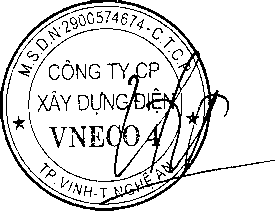 M.S.D.N: 2900574674-C.T.C.P
CÔNG TY CP
XÂY DỰNG ĐIỆN
VNECO 4
TP VINH-T.NGHỆ AN